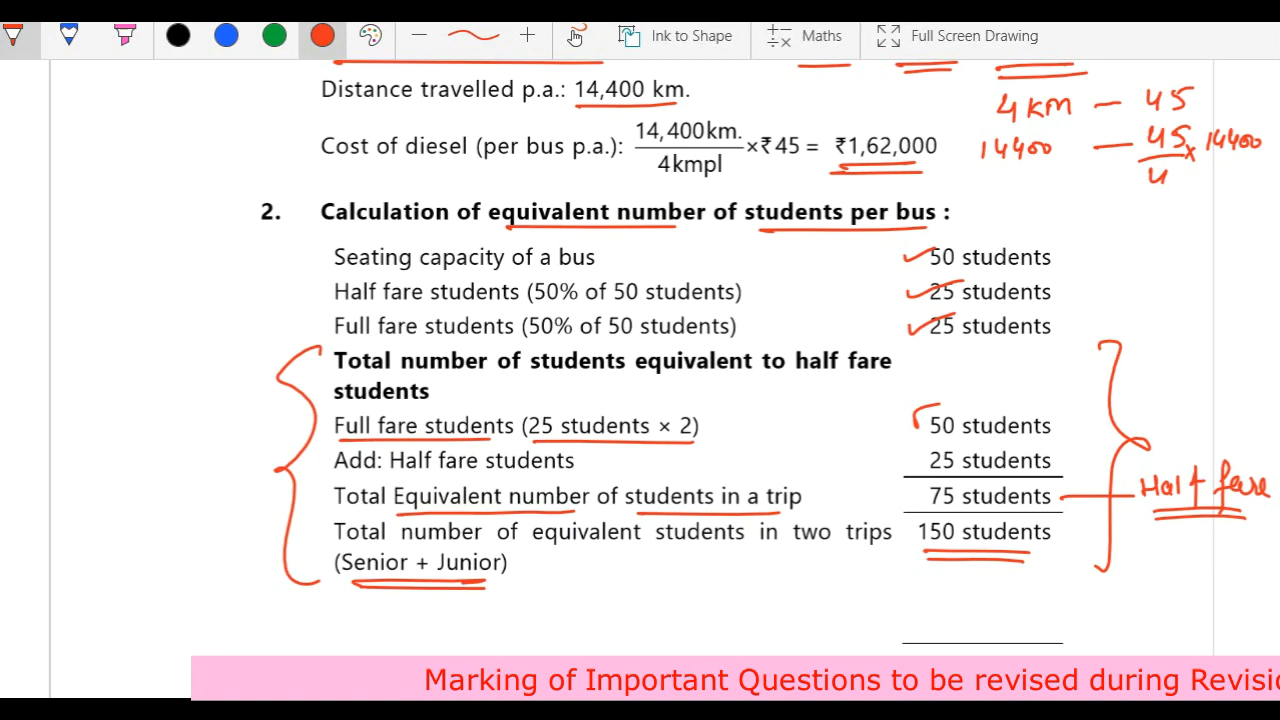 Ink to Shape
Maths
Full Screen Drawing
Distance travelled p.a.: 14,400 km.
4 KM — 45
Cost of diesel (per bus p.a.): 14,400km. / 4kmpl ×₹45 = ₹1,62,000
14400 — 45 × 14400 / 4
2. Calculation of equivalent number of students per bus :
Seating capacity of a bus 50 students
Half fare students (50% of 50 students) 25 students
Full fare students (50% of 50 students) 25 students
Total number of students equivalent to half fare
students
Full fare students (25 students × 2) 50 students
Add: Half fare students 25 students
Total Equivalent number of students in a trip 75 students — Half fare
Total number of equivalent students in two trips 150 students
(Senior + Junior)
Marking of Important Questions to be revised during Revisi